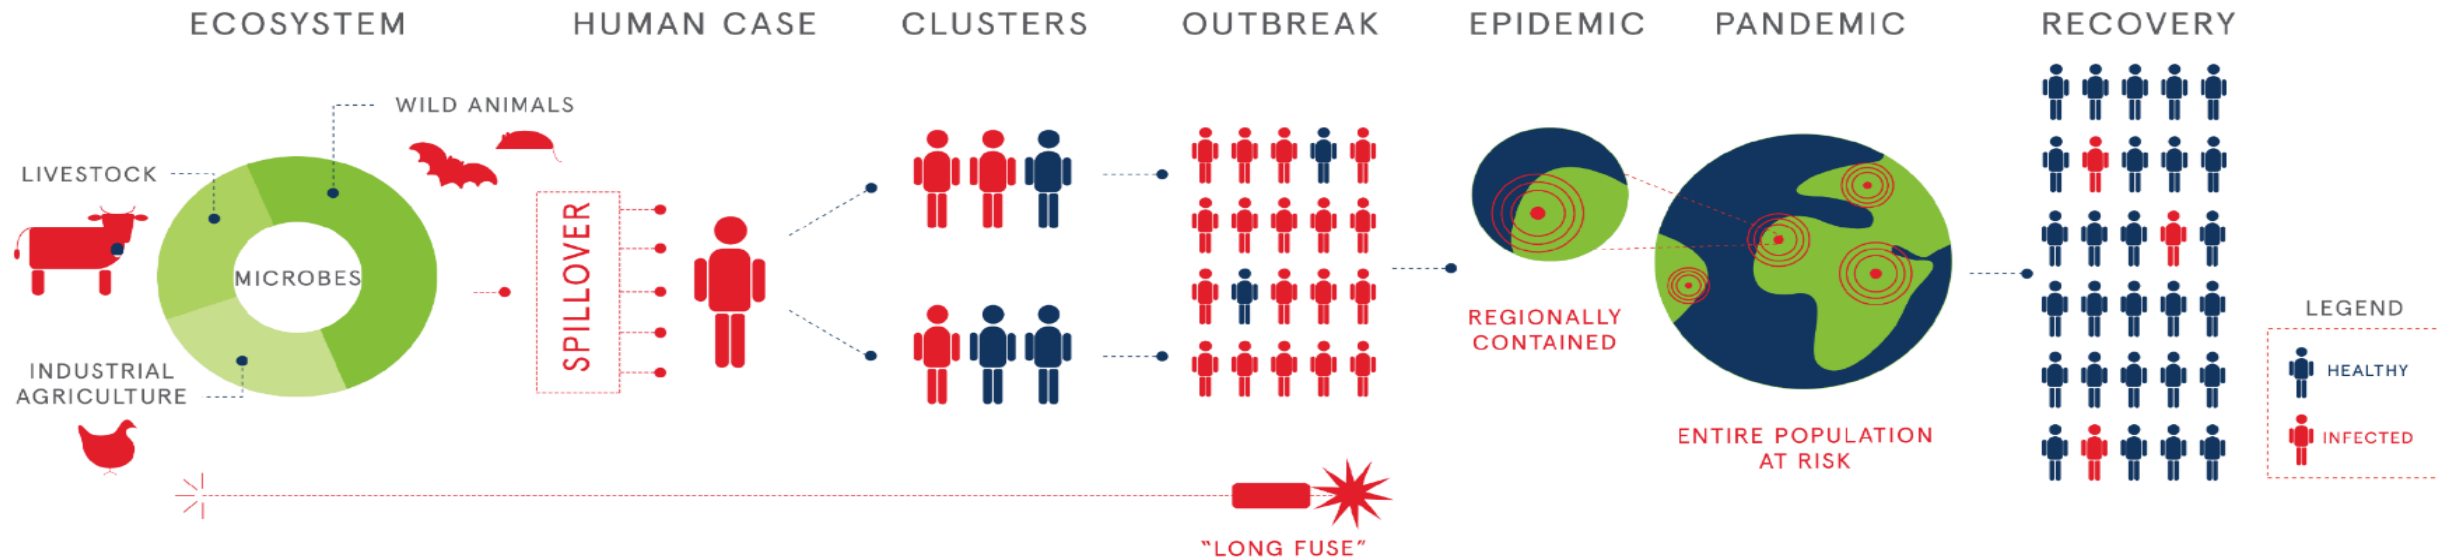 ECOSYSTEM
HUMAN CASE
CLUSTERS
OUTBREAK
EPIDEMIC
PANDEMIC
RECOVERY
WILD ANIMALS
LIVESTOCK
MICROBES
INDUSTRIAL
AGRICULTURE
SPILLOVER
REGIONALLY
CONTAINED
ENTIRE POPULATION
AT RISK
"LONG FUSE"
LEGEND
HEALTHY
INFECTED